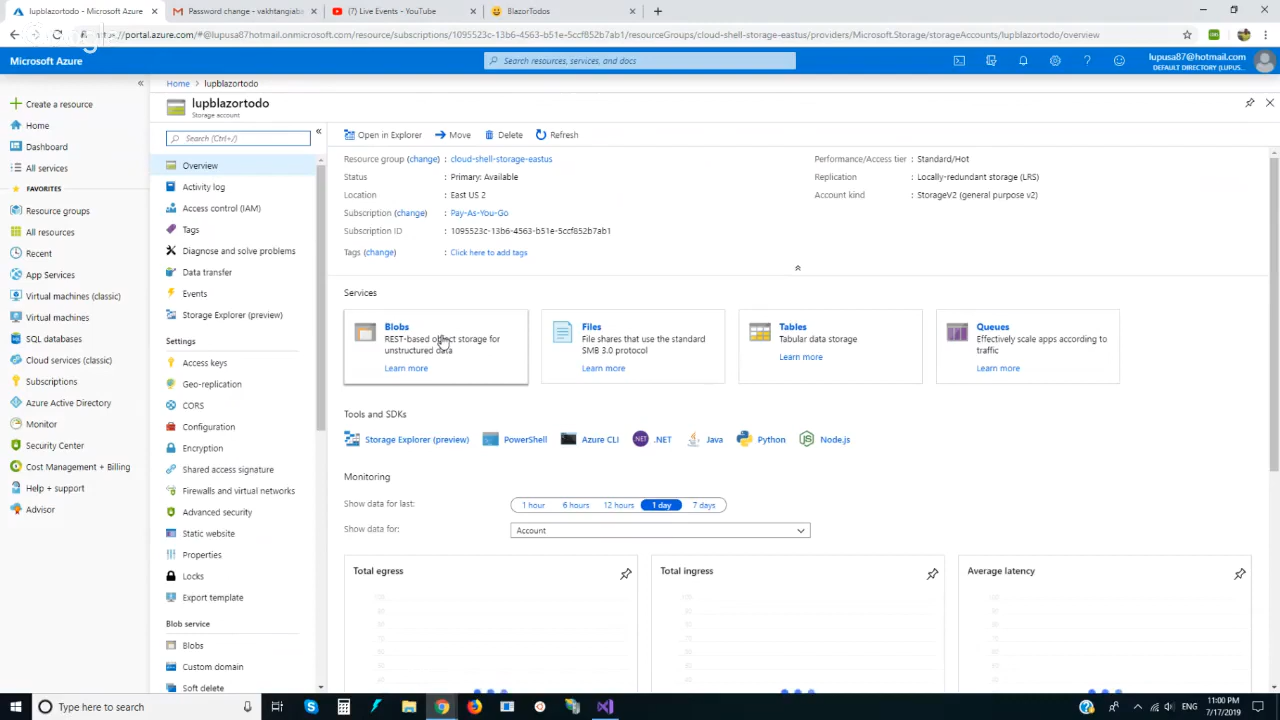 lupblazortodo - Microsoft Azure
Password change - vakhtangiabe
(7) Live Events - YouTube
BlazorTodos
ps://portal.azure.com/#@lupusa87hotmail.onmicrosoft.com/resource/subscriptions/1095523c-13b6-4563-b51e-5ccf852b7ab1/resourceGroups/cloud-shell-storage-eastus/providers/Microsoft.Storage/storageAccounts/lupblazortodo/overview
Microsoft Azure
Search resources, services, and docs
lupusa87@hotmail.com
DEFAULT DIRECTORY (LUPUS...
Create a resource
Home
Dashboard
All services
FAVORITES
Resource groups
All resources
Recent
App Services
Virtual machines (classic)
Virtual machines
SQL databases
Cloud services (classic)
Subscriptions
Azure Active Directory
Monitor
Security Center
Cost Management + Billing
Help + support
Advisor
Home > lupblazortodo
lupblazortodo
Storage account
Search (Ctrl+/)
Overview
Activity log
Access control (IAM)
Tags
Diagnose and solve problems
Data transfer
Events
Storage Explorer (preview)
Settings
Access keys
Geo-replication
CORS
Configuration
Encryption
Shared access signature
Firewalls and virtual networks
Advanced security
Static website
Properties
Locks
Export template
Blob service
Blobs
Custom domain
Soft delete
Open in Explorer Move Delete Refresh
Resource group (change) : cloud-shell-storage-eastus
Status : Primary: Available
Location : East US 2
Subscription (change) : Pay-As-You-Go
Subscription ID : 1095523c-13b6-4563-b51e-5ccf852b7ab1
Tags (change) : Click here to add tags
Performance/Access tier : Standard/Hot
Replication : Locally-redundant storage (LRS)
Account kind : StorageV2 (general purpose v2)
Services
Blobs
REST-based object storage for
unstructured data
Learn more
Files
File shares that use the standard
SMB 3.0 protocol
Learn more
Tables
Tabular data storage
Learn more
Queues
Effectively scale apps according to
traffic
Learn more
Tools and SDKs
Storage Explorer (preview) PowerShell Azure CLI .NET Java Python Node.js
Monitoring
Show data for last: 1 hour 6 hours 12 hours 1 day 7 days
Show data for: Account
Total egress
Total ingress
Average latency
Type here to search
ENG
11:00 PM
7/17/2019